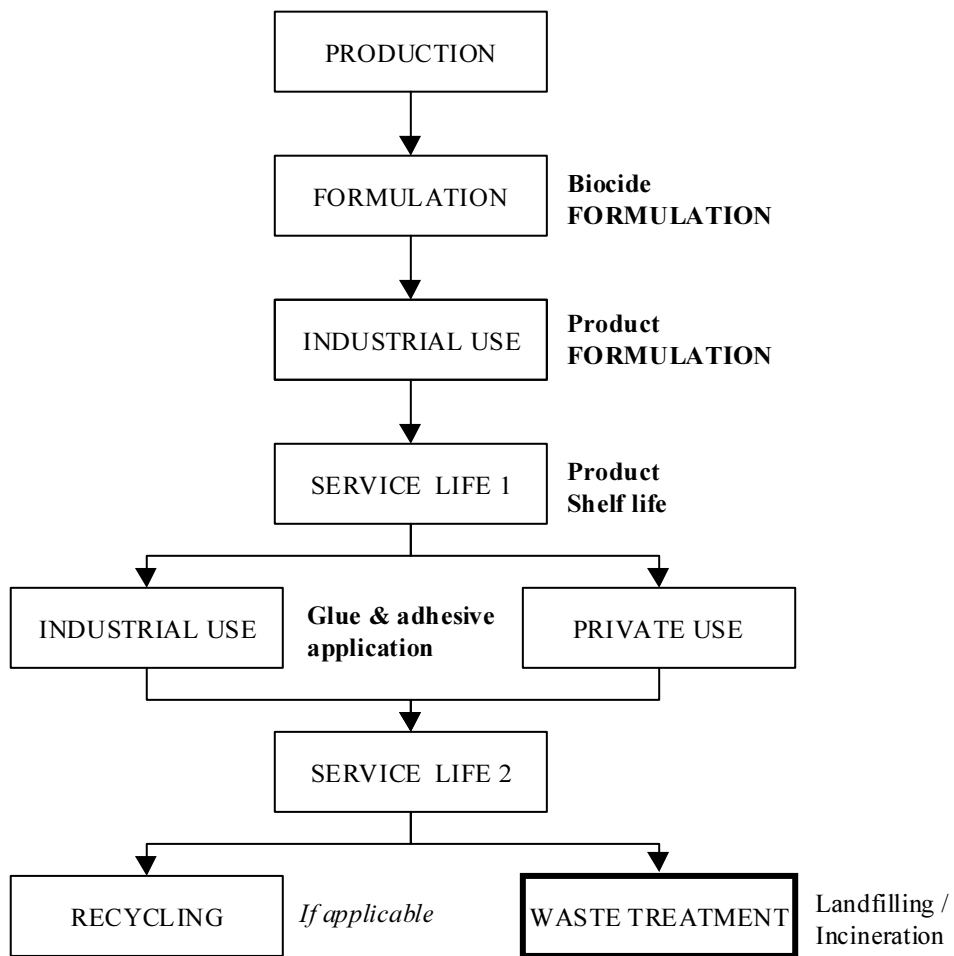 PRODUCTION
FORMULATION
Biocide
FORMULATION
INDUSTRIAL USE
Product
FORMULATION
SERVICE LIFE 1
Product
Shelf life
INDUSTRIAL USE
Glue & adhesive
application
PRIVATE USE
SERVICE LIFE 2
RECYCLING
If applicable
WASTE TREATMENT
Landfilling /
Incineration